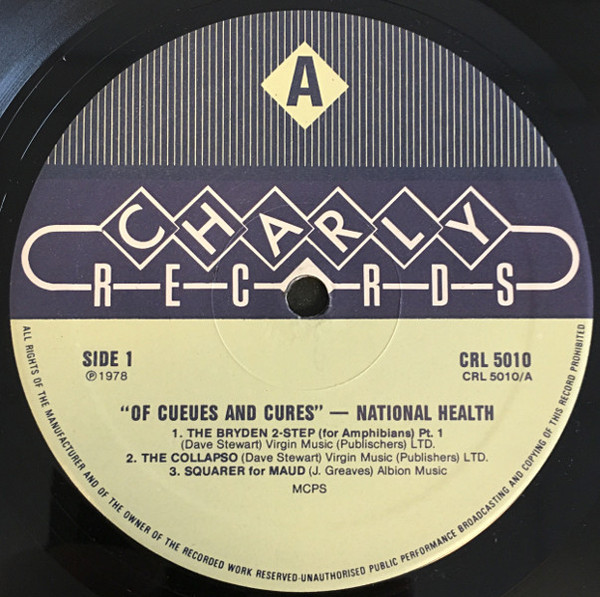 A
CHARLY
RECORDS
SIDE 1
℗1978
CRL 5010
CRL 5010/A
"OF CUEUES AND CURES" — NATIONAL HEALTH
1. THE BRYDEN 2-STEP (for Amphibians) Pt. 1
(Dave Stewart) Virgin Music (Publischers) LTD.
2. THE COLLAPSO (Dave Stewart) Virgin Music (Publishers) LTD.
3. SQUARER for MAUD (J. Greaves) Albion Music
MCPS
ALL RIGHTS OF THE MANUFACTURER AND OF THE OWNER OF THE RECORDED WORK RESERVED-UNAUTHORISED PUBLIC PERFORMANCE BROADCASTING AND COPYING OF THIS RECORD PROHIBITED